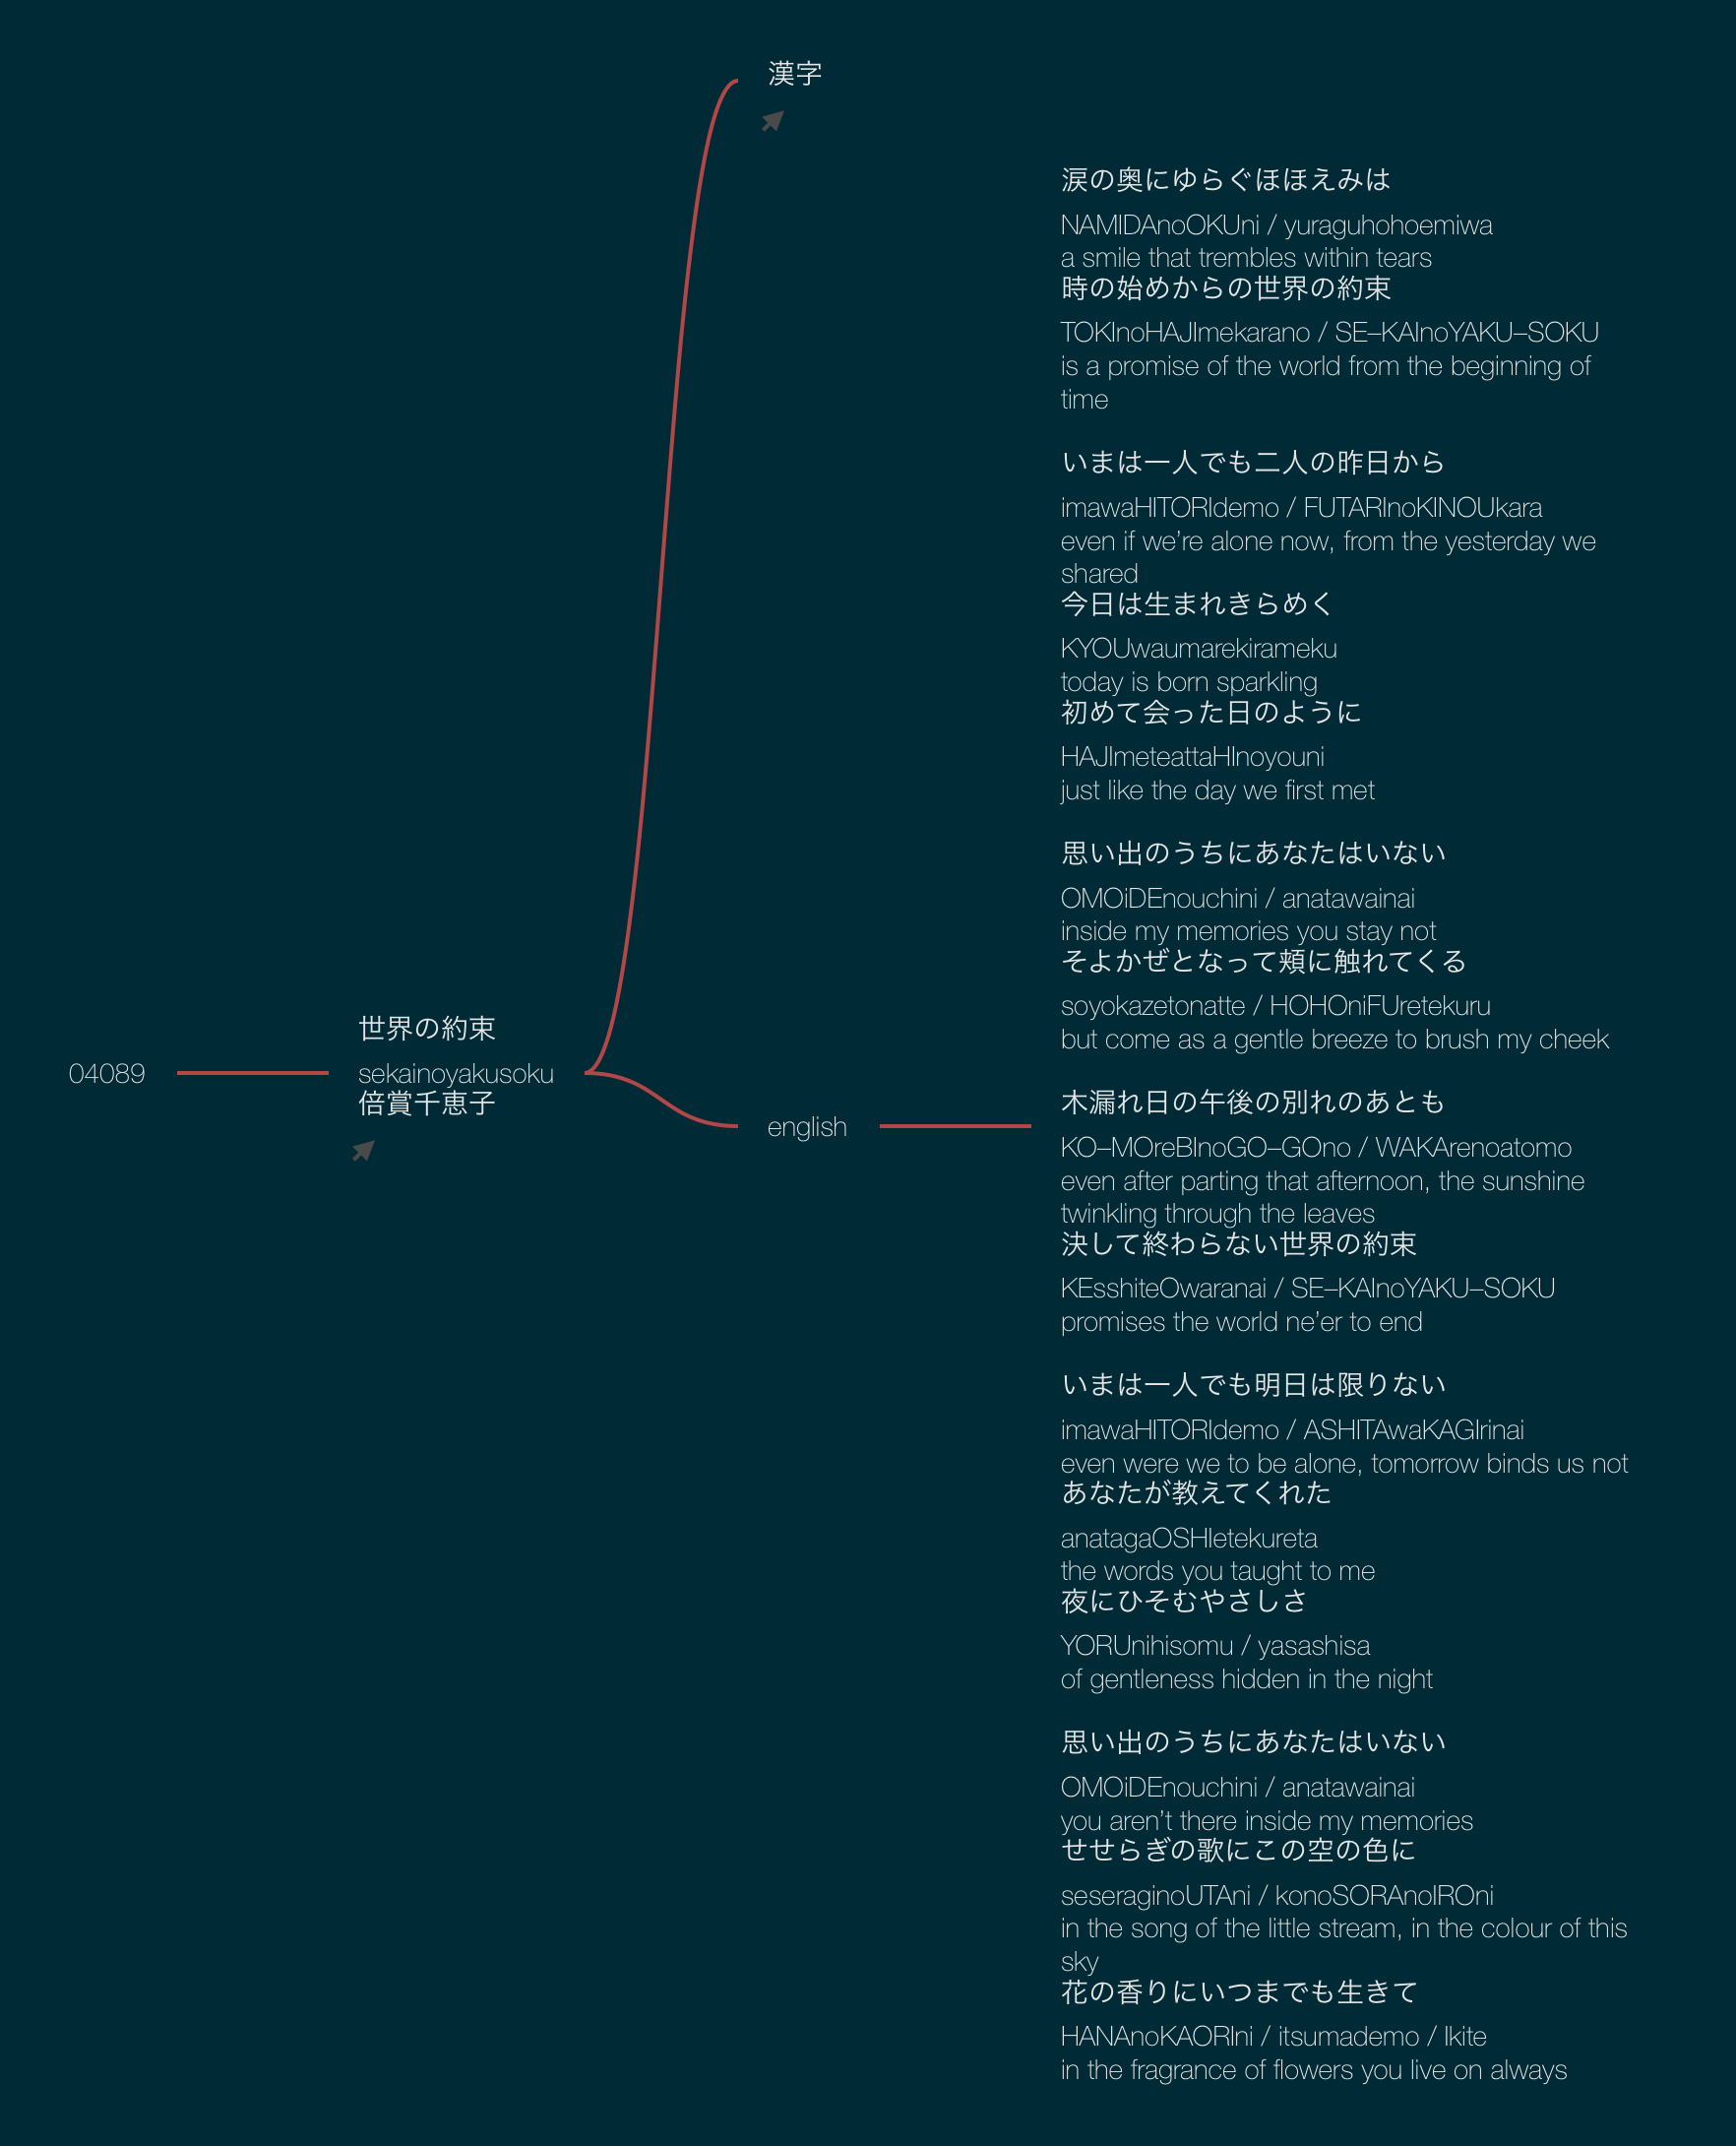 漢字
04089
世界の約束
sekainoyakusoku
倍賞千恵子
english
涙の奥にゆらぐほほえみは
NAMIDAnoOKUni / yuraguhohoemiwa
a smile that trembles within tears
時の始めからの世界の約束
TOKInoHAJImekarano / SE–KAInoYAKU–SOKU
is a promise of the world from the beginning of
time
いまは一人でも二人の昨日から
imawaHITORIdemo / FUTARInoKINOUkara
even if we’re alone now, from the yesterday we
shared
今日は生まれきらめく
KYOUwaumarekirameku
today is born sparkling
初めて会った日のように
HAJImeteattaHInoyouni
just like the day we first met
思い出のうちにあなたはいない
OMOiDEnouchini / anatawainai
inside my memories you stay not
そよかぜとなって頬に触れてくる
soyokazetonatte / HOHOniFUretekuru
but come as a gentle breeze to brush my cheek
木漏れ日の午後の別れのあとも
KO–MOreBInoGO–GOno / WAKArenoatomo
even after parting that afternoon, the sunshine
twinkling through the leaves
決して終わらない世界の約束
KEsshiteOwaranai / SE–KAInoYAKU–SOKU
promises the world ne’er to end
いまは一人でも明日は限りない
imawaHITORIdemo / ASHITAwaKAGIrinai
even were we to be alone, tomorrow binds us not
あなたが教えてくれた
anatagaOSHIetekureta
the words you taught to me
夜にひそむやさしさ
YORUnihisomu / yasashisa
of gentleness hidden in the night
思い出のうちにあなたはいない
OMOiDEnouchini / anatawainai
you aren’t there inside my memories
せせらぎの歌にこの空の色に
seseraginoUTAni / konoSORAnoIROni
in the song of the little stream, in the colour of this
sky
花の香りにいつまでも生きて
HANAnoKAORIni / itsumademo / Ikite
in the fragrance of flowers you live on always